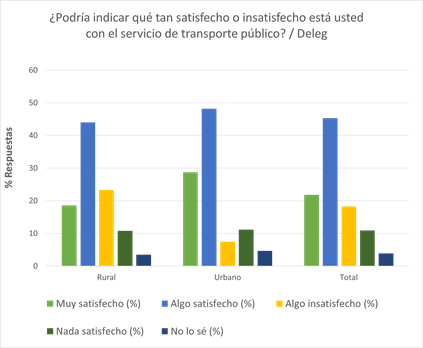 ¿Podría indicar qué tan satisfecho o insatisfecho está usted
con el servicio de transporte público? / Deleg
60
50
40
30
20
10
0
% Respuestas
Rural Urbano Total
Muy satisfecho (%) Algo satisfecho (%) Algo insatisfecho (%)
Nada satisfecho (%) No lo sé (%)